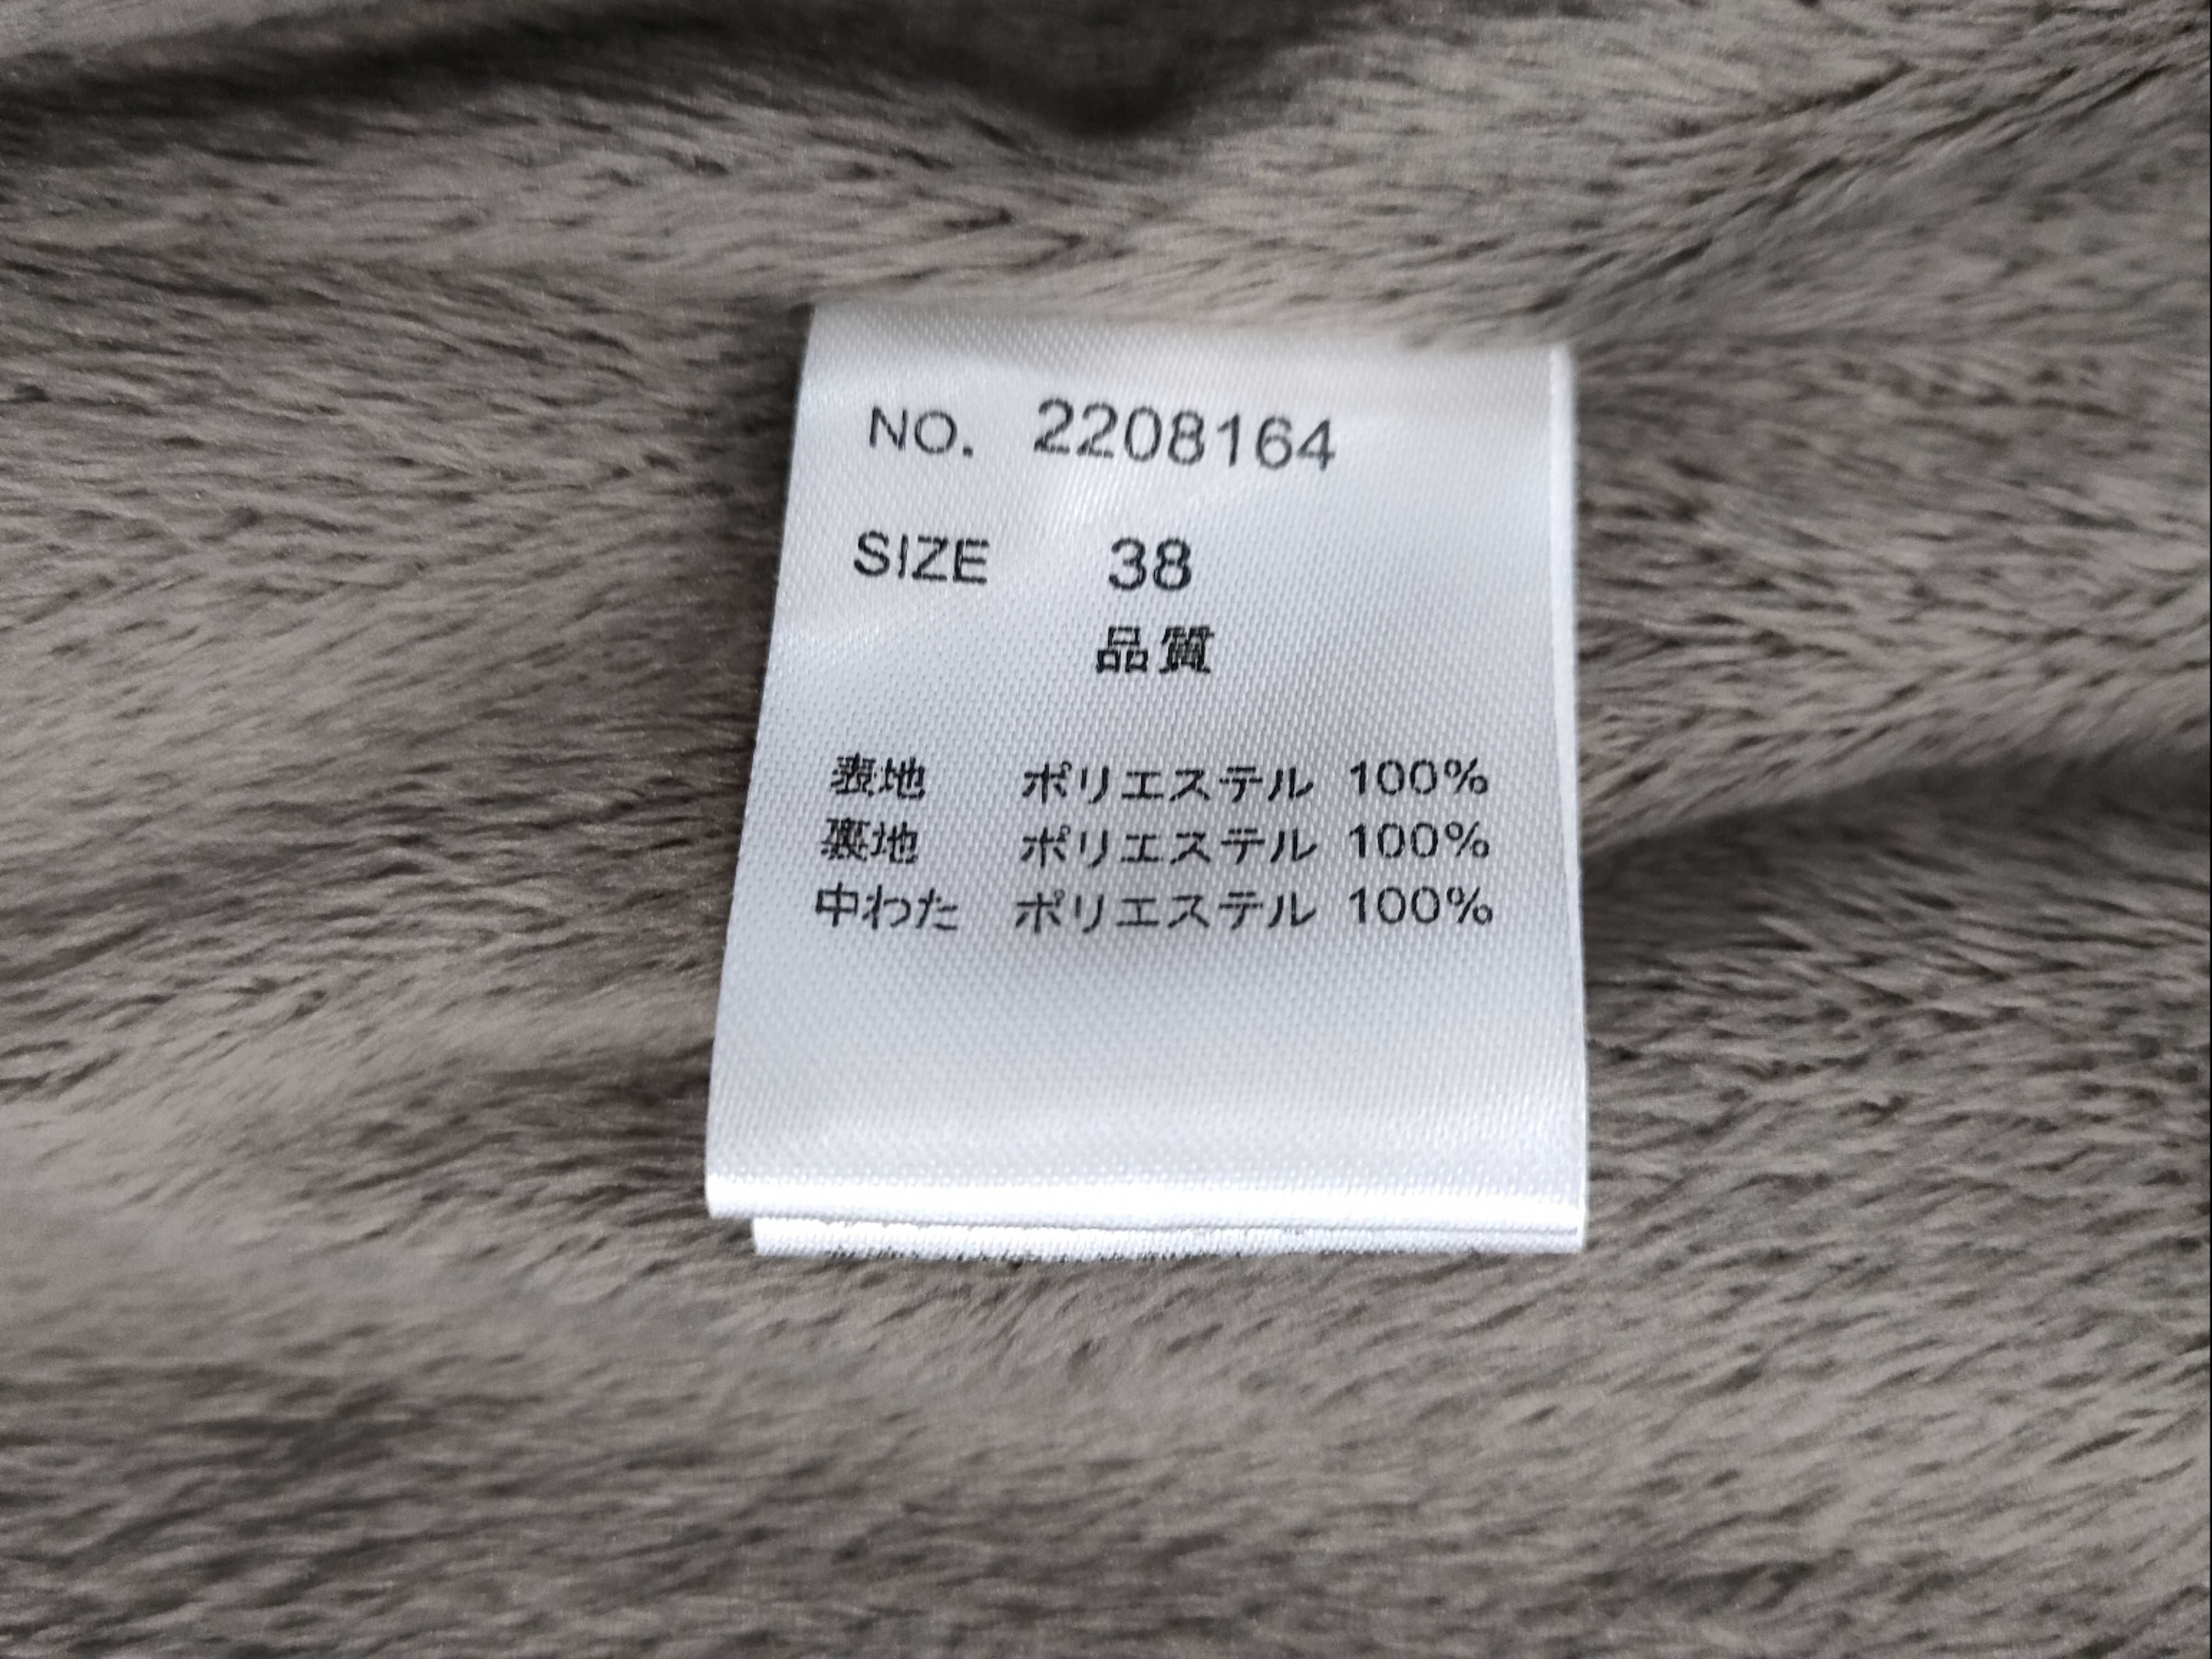 NO. 2208164
SIZE 38
品質
表地 ポリエステル 100%
裏地 ポリエステル 100%
中わた ポリエステル 100%